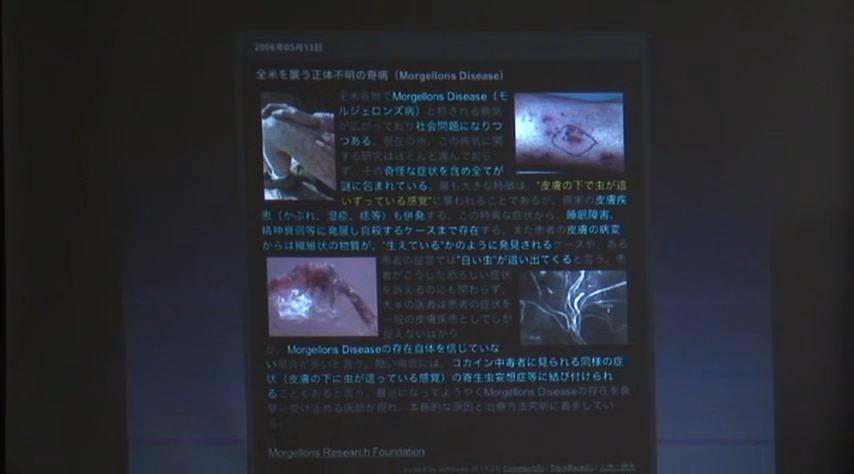 2006年05月13日
全米を襲う正体不明の奇病（Morgellons Disease）
全米各地でMorgellons Disease（モ
ルジェロンズ病）と称される病気
が広がっており社会問題になりつ
つある。現在の所、この病気に関
する研究はほとんど進んでおら
ず、その奇怪な症状を含め全てが
謎に包まれている。最も大きな特徴は、"皮膚の下で虫が這
いずっている感覚"に襲われることであるが、現実の皮膚疾
患（かぶれ、湿疹、痣等）も併発する。この特異な症状から、睡眠障害、
精神衰弱等に発展し自殺するケースまで存在する。また患者の皮膚の病変
からは繊維状の物質が、"生えている"かのように発見されるケースや、ある
患者の証言では"白い虫"が這い出てくると言う。患
者がこうした恐ろしい症状
を訴えるのにも関わらず、
大半の医者は患者の症状を
一般の皮膚疾患としてしか
捉えないばかり
か、Morgellons Diseaseの存在自体を信じていな
い場合が多いと言う。酷い場合には、コカイン中毒者に見られる同様の症
状（皮膚の下に虫が這っている感覚）の寄生虫妄想症等に結び付けられ
ることもあると言う。最近になってようやくMorgellons Diseaseの存在を真
摯に受け止める医師が現れ、本格的な原因と治療方法究明に着手してい
る。
Morgellons Research Foundation